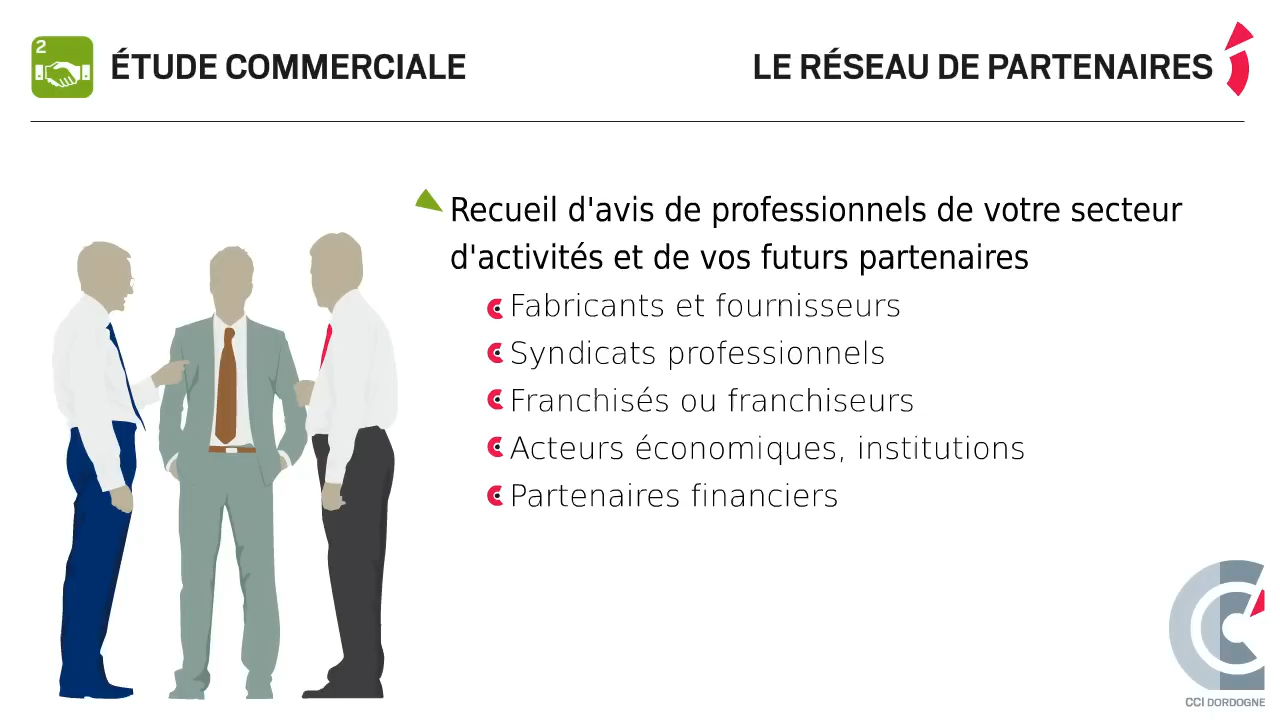 2
ÉTUDE COMMERCIALE
LE RÉSEAU DE PARTENAIRES
Recueil d'avis de professionnels de votre secteur
d'activités et de vos futurs partenaires
Fabricants et fournisseurs
Syndicats professionnels
Franchisés ou franchiseurs
Acteurs économiques, institutions
Partenaires financiers
CCI DORDOGNE